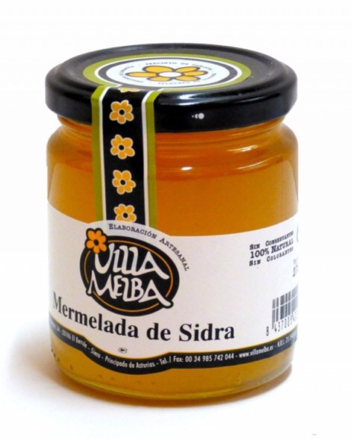 ELABORACIÓN ARTESANAL
VILLA
MELBA
Mermelada de Sidra
Sin Conservantes
100% Natural
Sin Colorantes
Siero - Principado de Asturias - Tel. | Fax: 00 34 985 742 044 - www.villamelba.es